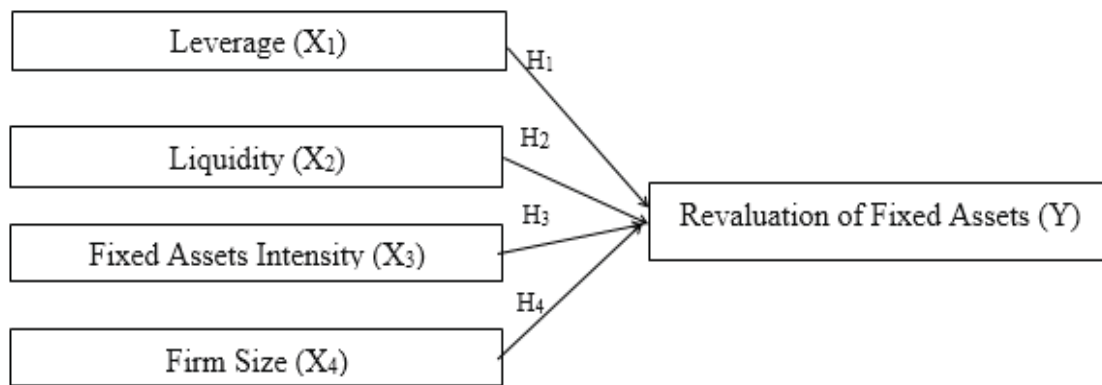 Leverage (X₁)
H₁
Liquidity (X₂)
H₂
Fixed Assets Intensity (X₃)
H₃
Firm Size (X₄)
H₄
Revaluation of Fixed Assets (Y)